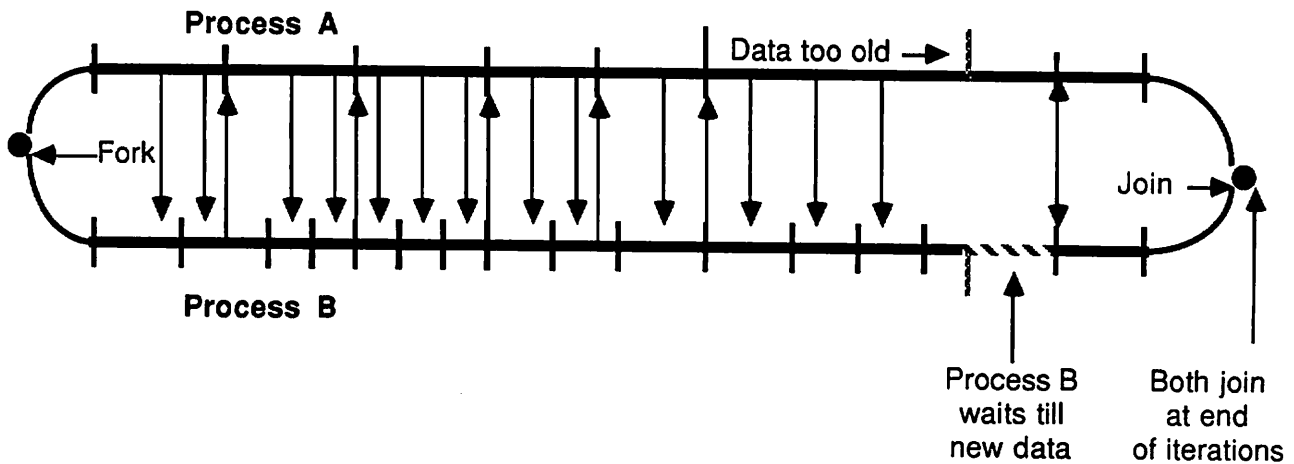 Process A
Data too old
Fork
Join
Process B
Process B
waits till
new data
Both join
at end
of iterations